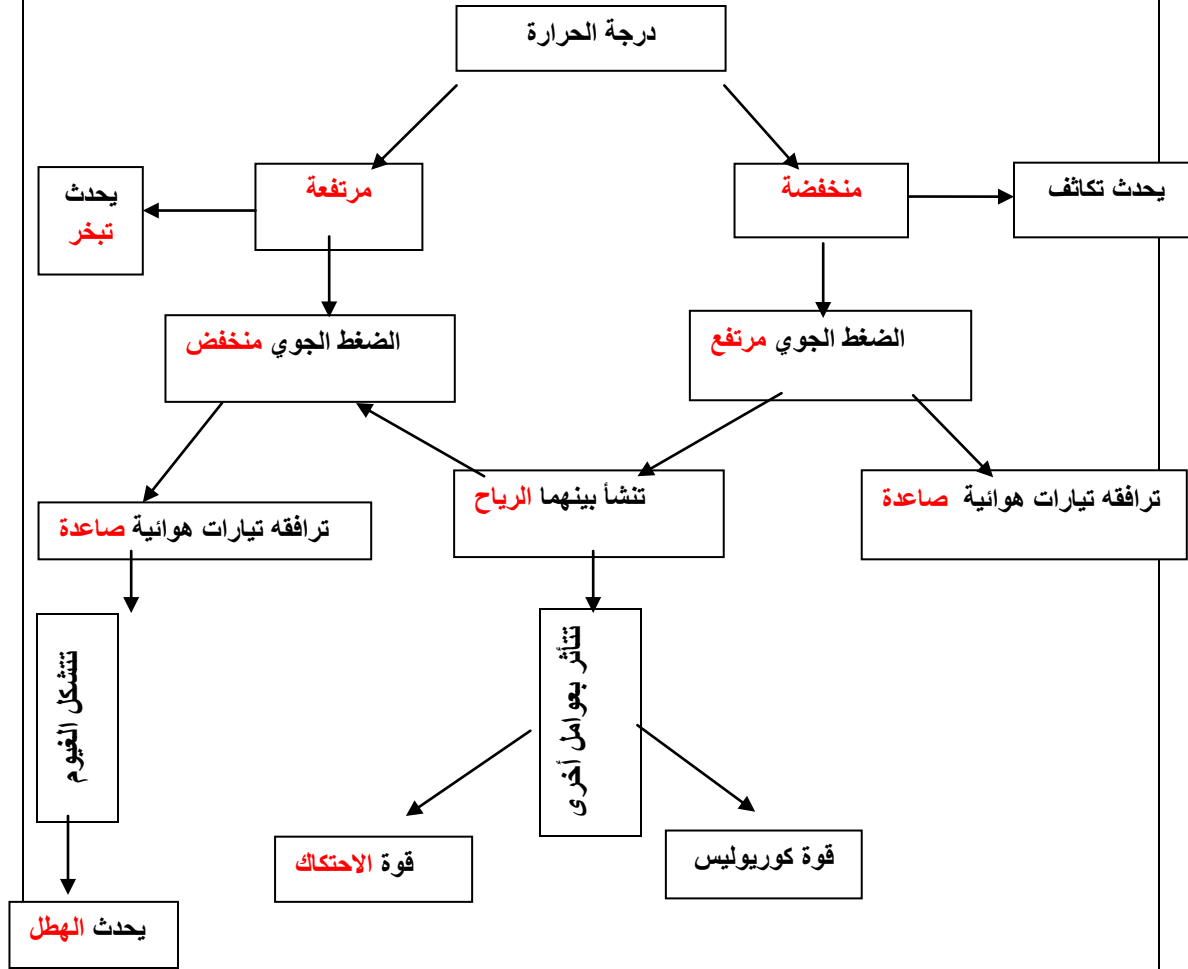 درجة الحرارة
منخفضة
مرتفعة
يحدث تكاثف
يحدث
تبخر
الضغط الجوي مرتفع
الضغط الجوي منخفض
ترافقه تيارات هوائية صاعدة
تنشأ بينهما الرياح
ترافقه تيارات هوائية صاعدة
تتأثر بعوامل أخرى
تتشكل الغيوم
قوة كوريوليس
قوة الاحتكاك
يحدث الهطل